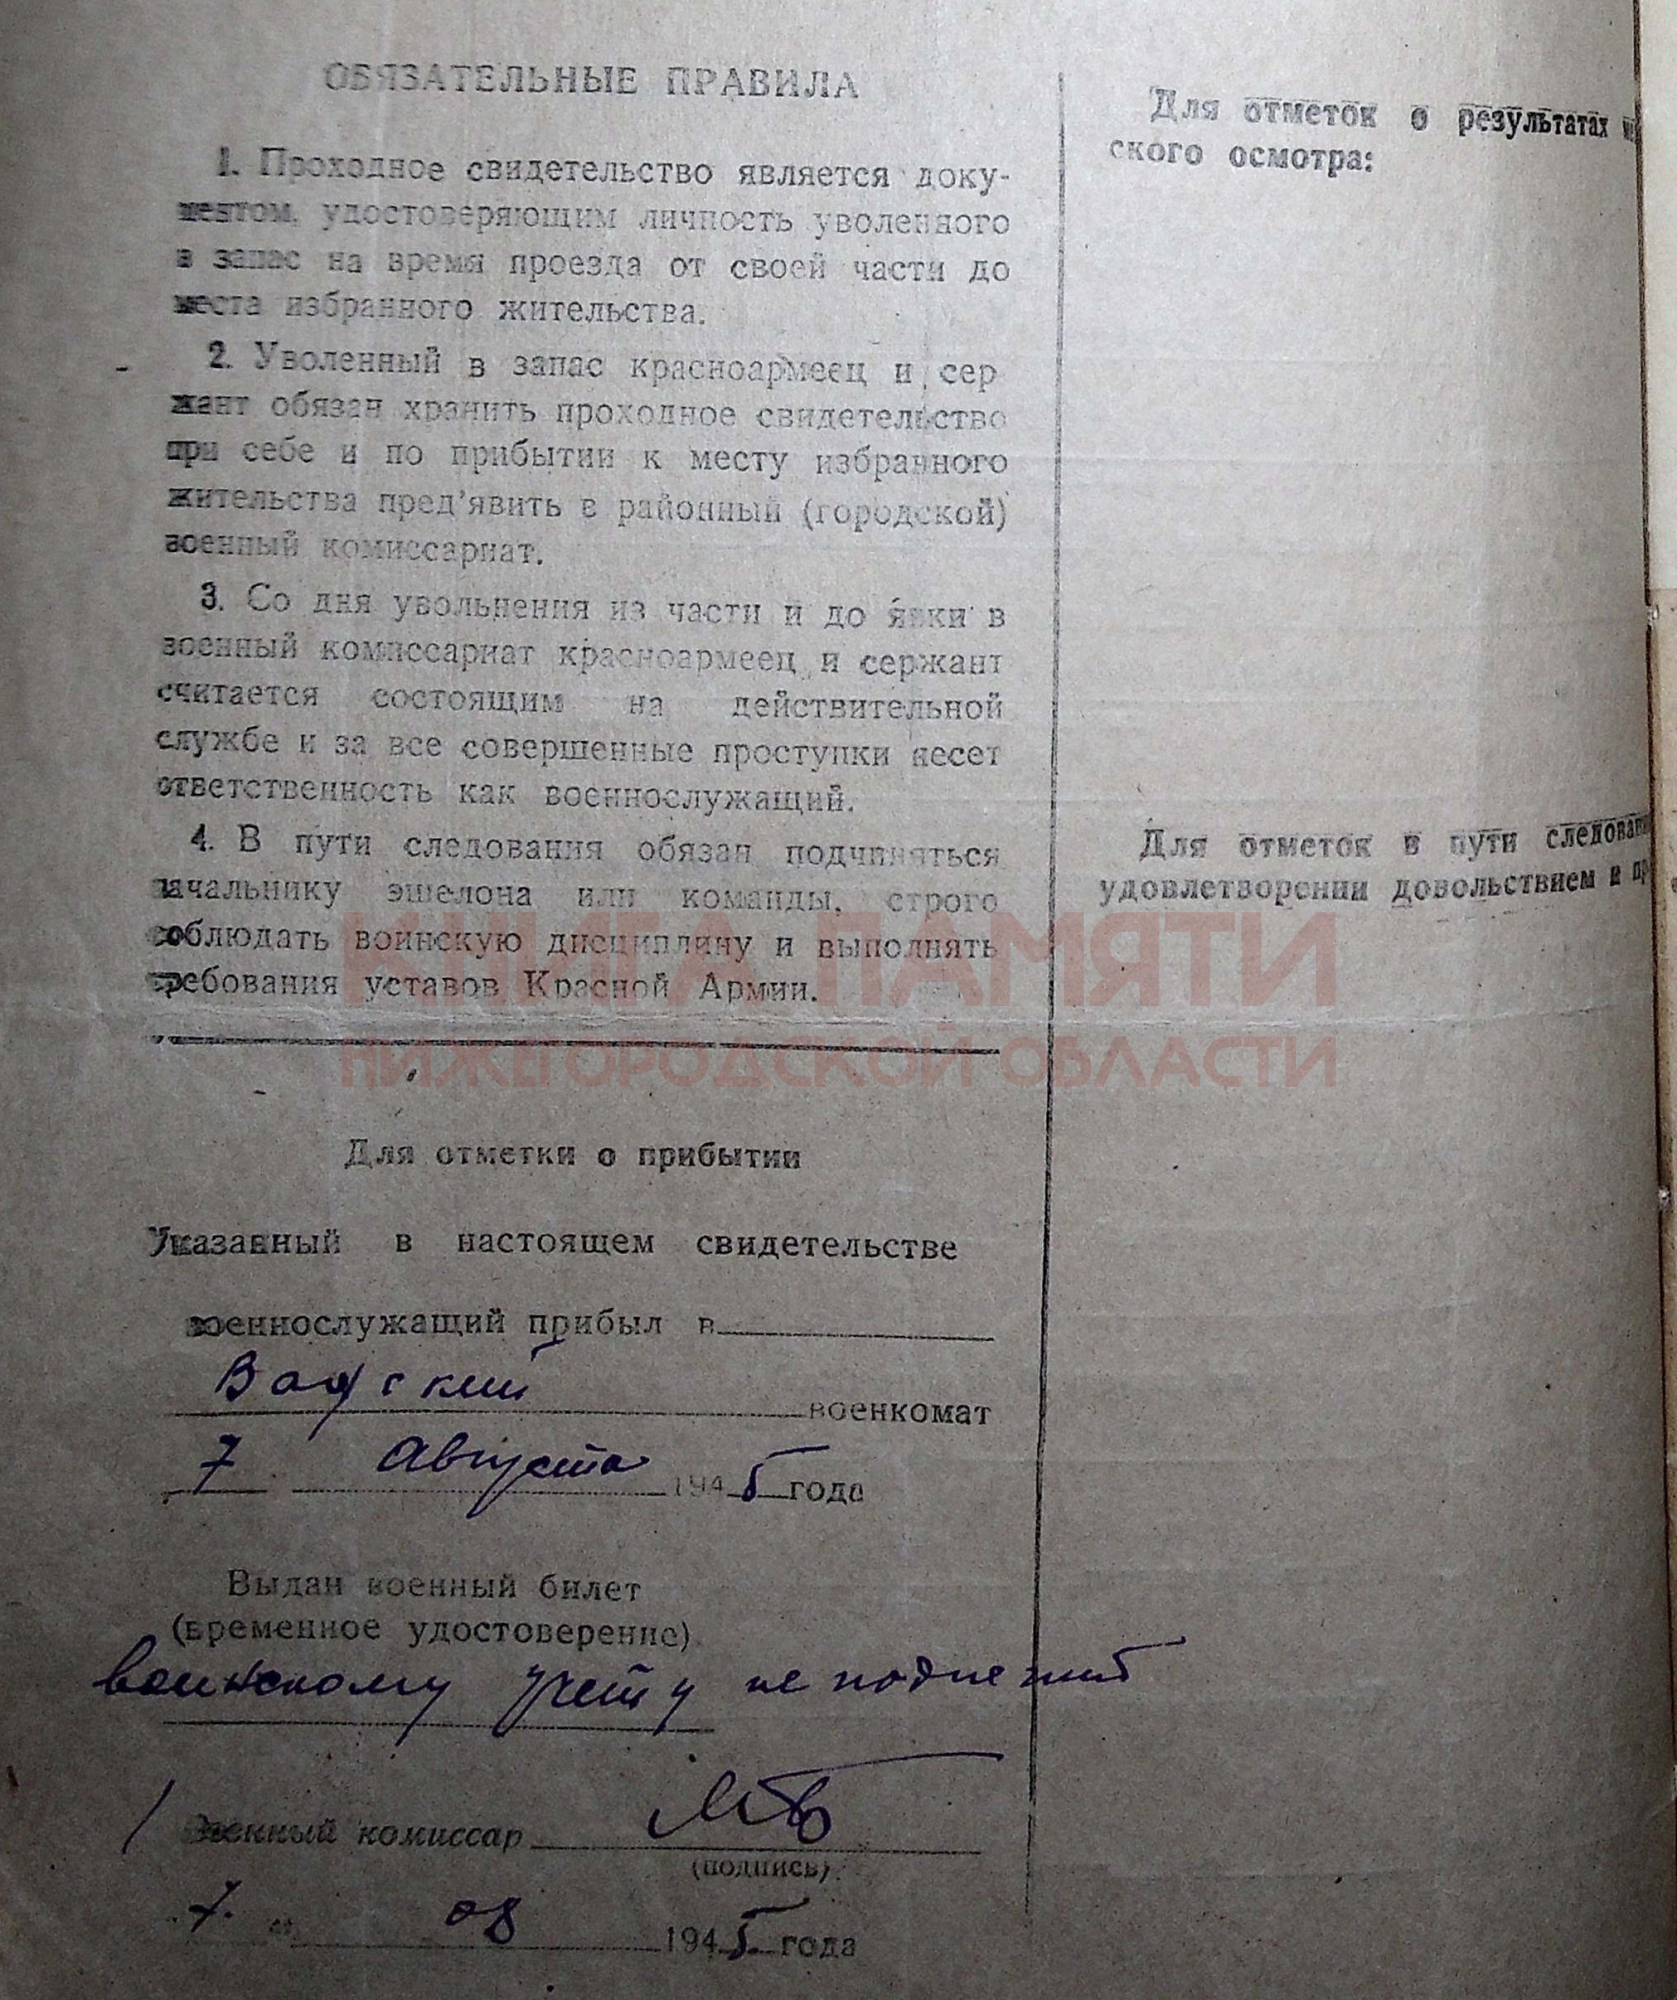 ОБЯЗАТЕЛЬНЫЕ ПРАВИЛА
1. Проходное свидетельство является доку-
ментом, удостоверяющим личность уволенного
в запас на время проезда от своей части до
места избранного жительства.
2. Уволенный в запас красноармеец и сер
жант обязан хранить проходное свидетельство
при себе и по прибытии к месту избранного
жительства пред'явить в районный (городской)
военный комиссариат.
3. Со дня увольнения из части и до явки в
военный комиссариат красноармеец и сержант
считается состоящим на действительной
службе и за все совершенные проступки несет
ответственность как военнослужащий.
4. В пути следования обязан подчиняться
начальнику эшелона или команды, строго
соблюдать воинскую дисциплину и выполнять
требования уставов Красной Армии.
Для отметки о прибытии
Указанный в настоящем свидетельстве
военнослужащий прибыл в
военкомат
7 августа 1945 года
Выдан военный билет
(временное удостоверение)
воинскому учету не подлежит
Военный комиссар
(подпись)
7. 08 1945. года
Для отметок о результатах
ского осмотра:
Для отметок в пути следован
удовлетворении довольствием и пр
КНИГА ПАМЯТИ
НИЖЕГОРОДСКОЙ ОБЛАСТИ